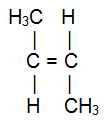 H₃C H
C = C
H CH₃